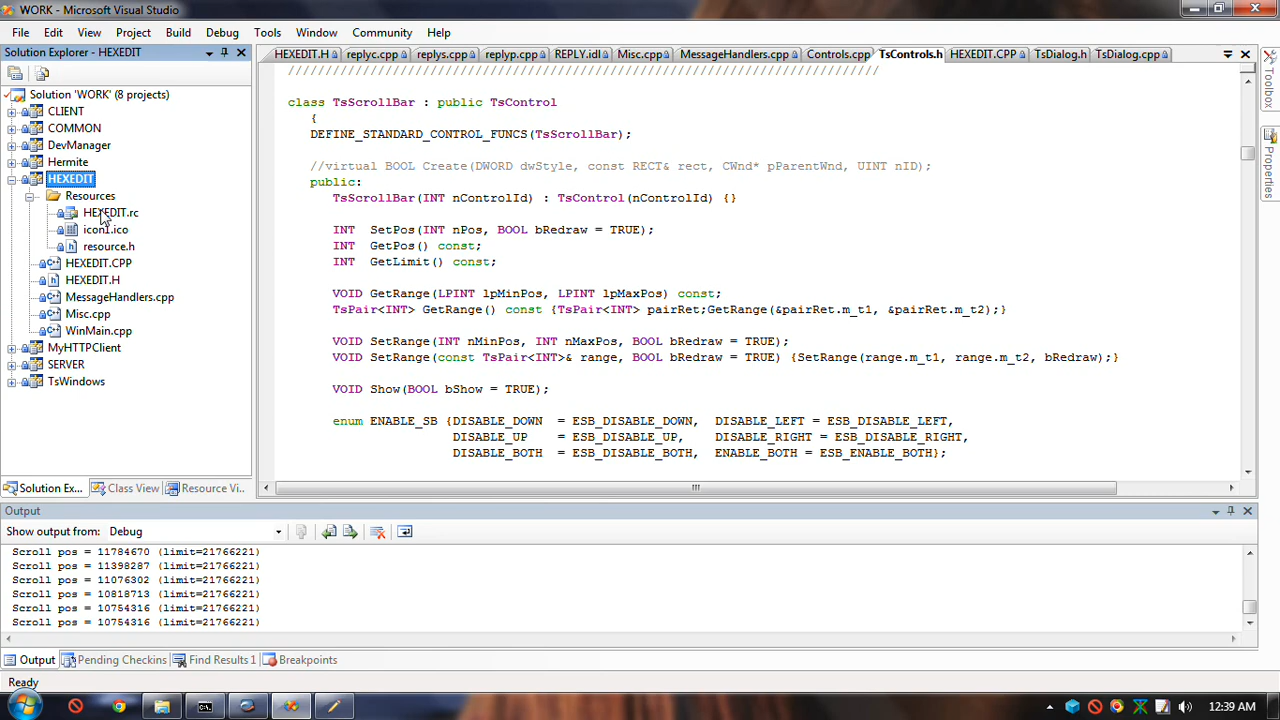 WORK - Microsoft Visual Studio
File Edit View Project Build Debug Tools Window Community Help
Solution Explorer - HEXEDIT
Solution 'WORK' (8 projects)
CLIENT
COMMON
DevManager
Hermite
HEXEDIT
Resources
HEXEDIT.rc
icon1.ico
resource.h
HEXEDIT.CPP
HEXEDIT.H
MessageHandlers.cpp
Misc.cpp
WinMain.cpp
MyHTTPClient
SERVER
TsWindows
Solution Ex... Class View Resource Vi...
HEXEDIT.H replyc.cpp replys.cpp replyp.cpp REPLY.idl Misc.cpp MessageHandlers.cpp Controls.cpp TsControls.h HEXEDIT.CPP TsDialog.h TsDialog.cpp
///////////////////////////////////////////////////////////////////////////////
class TsScrollBar : public TsControl
{
DEFINE_STANDARD_CONTROL_FUNCS(TsScrollBar);
//virtual BOOL Create(DWORD dwStyle, const RECT& rect, CWnd* pParentWnd, UINT nID);
public:
TsScrollBar(INT nControlId) : TsControl(nControlId) {}
INT SetPos(INT nPos, BOOL bRedraw = TRUE);
INT GetPos() const;
INT GetLimit() const;
VOID GetRange(LPINT lpMinPos, LPINT lpMaxPos) const;
TsPair<INT> GetRange() const {TsPair<INT> pairRet;GetRange(&pairRet.m_t1, &pairRet.m_t2);}
VOID SetRange(INT nMinPos, INT nMaxPos, BOOL bRedraw = TRUE);
VOID SetRange(const TsPair<INT>& range, BOOL bRedraw = TRUE) {SetRange(range.m_t1, range.m_t2, bRedraw);}
VOID Show(BOOL bShow = TRUE);
enum ENABLE_SB {DISABLE_DOWN = ESB_DISABLE_DOWN, DISABLE_LEFT = ESB_DISABLE_LEFT,
DISABLE_UP = ESB_DISABLE_UP, DISABLE_RIGHT = ESB_DISABLE_RIGHT,
DISABLE_BOTH = ESB_DISABLE_BOTH, ENABLE_BOTH = ESB_ENABLE_BOTH};
Toolbox
Properties
Output
Show output from: Debug
Scroll pos = 11784670 (limit=21766221)
Scroll pos = 11398287 (limit=21766221)
Scroll pos = 11076302 (limit=21766221)
Scroll pos = 10818713 (limit=21766221)
Scroll pos = 10754316 (limit=21766221)
Scroll pos = 10754316 (limit=21766221)
Output Pending Checkins Find Results 1 Breakpoints
Ready
12:39 AM